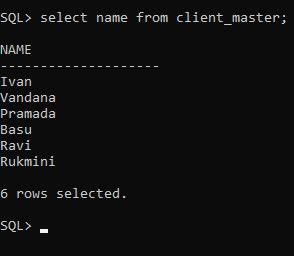 SQL> select name from client_master;
NAME
--------------------
Ivan
Vandana
Pramada
Basu
Ravi
Rukmini
6 rows selected.
SQL>